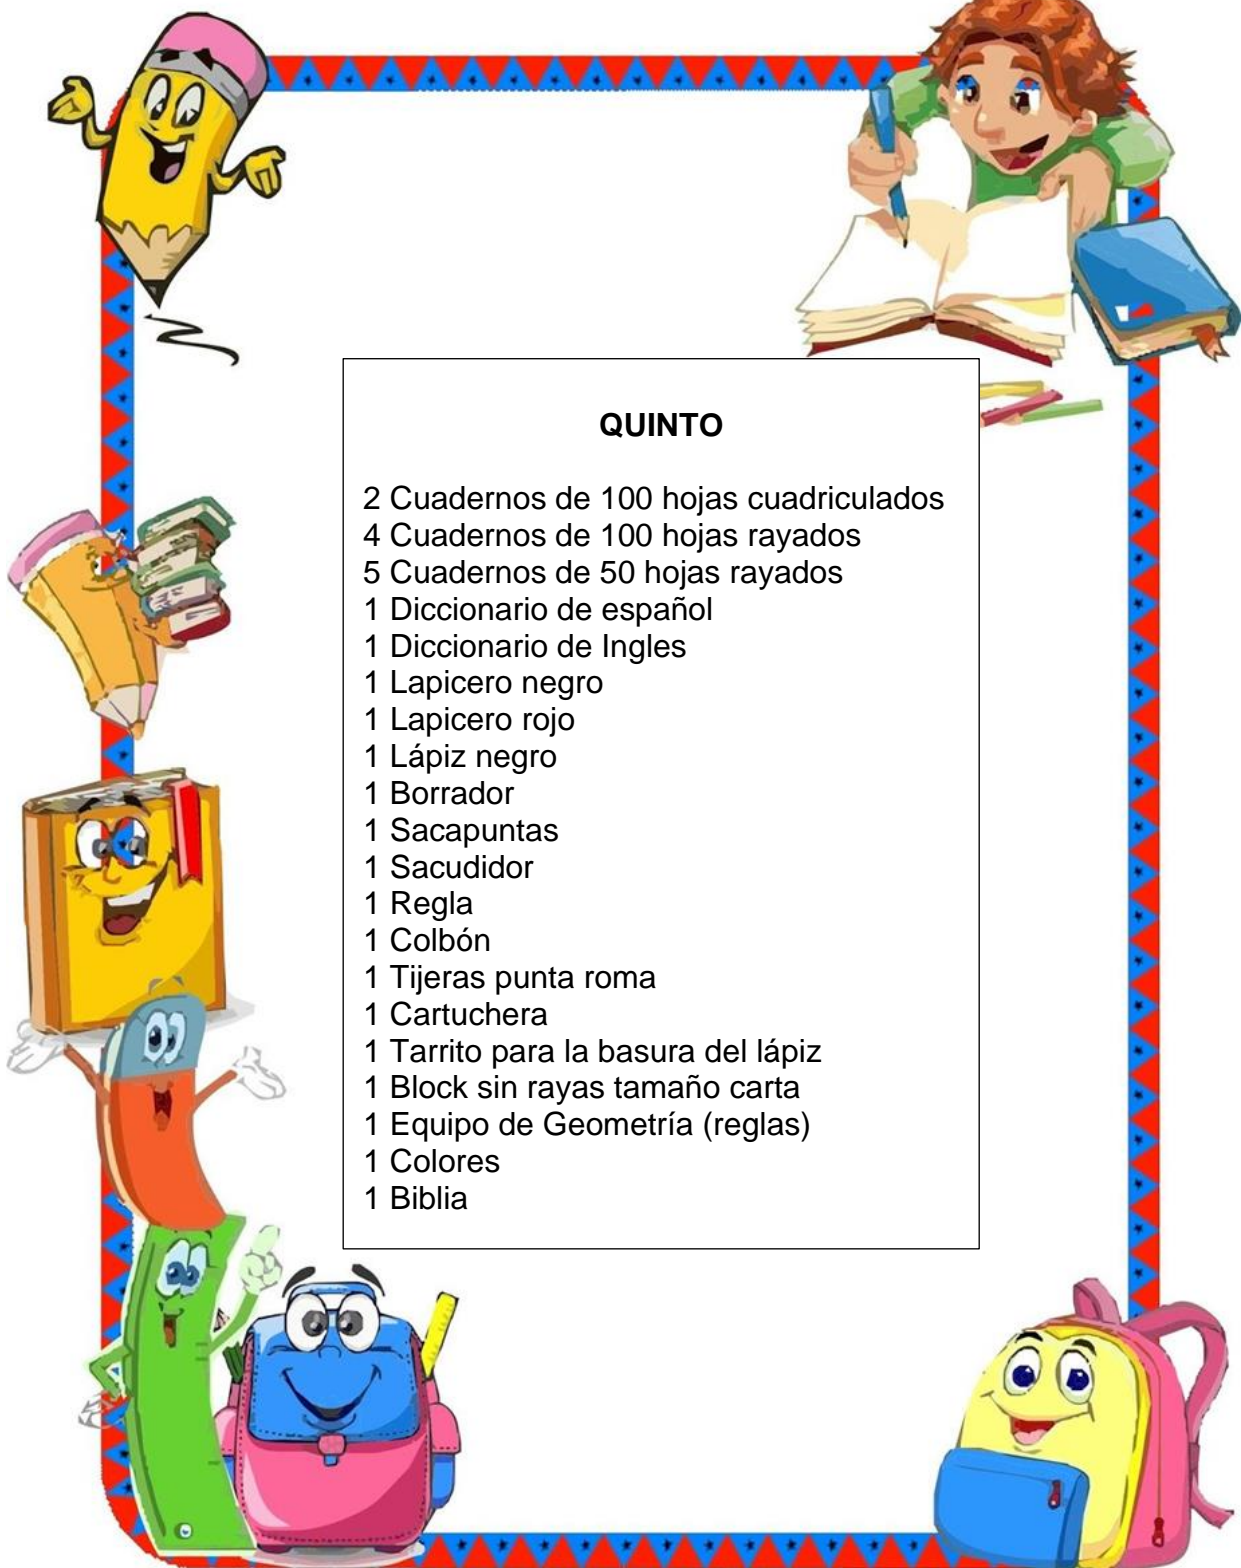 QUINTO
2 Cuadernos de 100 hojas cuadriculados
4 Cuadernos de 100 hojas rayados
5 Cuadernos de 50 hojas rayados
1 Diccionario de español
1 Diccionario de Ingles
1 Lapicero negro
1 Lapicero rojo
1 Lápiz negro
1 Borrador
1 Sacapuntas
1 Sacudidor
1 Regla
1 Colbón
1 Tijeras punta roma
1 Cartuchera
1 Tarrito para la basura del lápiz
1 Block sin rayas tamaño carta
1 Equipo de Geometría (reglas)
1 Colores
1 Biblia